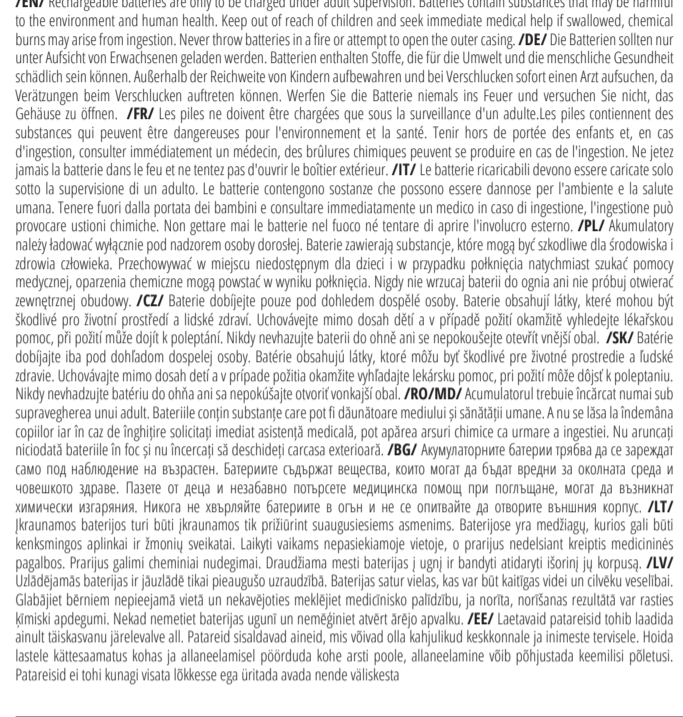 /EN/ Rechargeable batteries are only to be charged under adult supervision. Batteries contain substances that may be harmful
to the environment and human health. Keep out of reach of children and seek immediate medical help if swallowed, chemical
burns may arise from ingestion. Never throw batteries in a fire or attempt to open the outer casing. /DE/ Die Batterien sollten nur
unter Aufsicht von Erwachsenen geladen werden. Batterien enthalten Stoffe, die für die Umwelt und die menschliche Gesundheit
schädlich sein können. Außerhalb der Reichweite von Kindern aufbewahren und bei Verschlucken sofort einen Arzt aufsuchen, da
Verätzungen beim Verschlucken auftreten können. Werfen Sie die Batterie niemals ins Feuer und versuchen Sie nicht, das
Gehäuse zu öffnen. /FR/ Les piles ne doivent être chargées que sous la surveillance d'un adulte.Les piles contiennent des
substances qui peuvent être dangereuses pour l'environnement et la santé. Tenir hors de portée des enfants et, en cas
d'ingestion, consulter immédiatement un médecin, des brûlures chimiques peuvent se produire en cas de l'ingestion. Ne jetez
jamais la batterie dans le feu et ne tentez pas d'ouvrir le boîtier extérieur. /IT/ Le batterie ricaricabili devono essere caricate solo
sotto la supervisione di un adulto. Le batterie contengono sostanze che possono essere dannose per l'ambiente e la salute
umana. Tenere fuori dalla portata dei bambini e consultare immediatamente un medico in caso di ingestione, l'ingestione può
provocare ustioni chimiche. Non gettare mai le batterie nel fuoco né tentare di aprire l'involucro esterno. /PL/ Akumulatory
należy ładować wyłącznie pod nadzorem osoby dorosłej. Baterie zawierają substancje, które mogą być szkodliwe dla środowiska i
zdrowia człowieka. Przechowywać w miejscu niedostępnym dla dzieci i w przypadku połknięcia natychmiast szukać pomocy
medycznej, oparzenia chemiczne mogą powstać w wyniku połknięcia. Nigdy nie wrzucaj baterii do ognia ani nie próbuj otwierać
zewnętrznej obudowy. /CZ/ Baterie dobíjejte pouze pod dohledem dospělé osoby. Baterie obsahují látky, které mohou být
škodlivé pro životní prostředí a lidské zdraví. Uchovávejte mimo dosah dětí a v případě požití okamžitě vyhledejte lékařskou
pomoc, při požití může dojít k poleptání. Nikdy nevhazujte baterii do ohně ani se nepokoušejte otevřít vnější obal. /SK/ Batérie
dobíjajte iba pod dohľadom dospelej osoby. Batérie obsahujú látky, ktoré môžu byť škodlivé pre životné prostredie a ľudské
zdravie. Uchovávajte mimo dosah detí a v prípade požitia okamžite vyhľadajte lekársku pomoc, pri požití môže dôjsť k poleptaniu.
Nikdy nevhadzujte batériu do ohňa ani sa nepokúšajte otvoriť vonkajší obal. /RO/MD/ Acumulatorul trebuie încărcat numai sub
supravegherea unui adult. Bateriile conțin substanțe care pot fi dăunătoare mediului și sănătății umane. A nu se lăsa la îndemâna
copiilor iar în caz de înghițire solicitați imediat asistență medicală, pot apărea arsuri chimice ca urmare a ingestiei. Nu aruncați
niciodată bateriile în foc și nu încercați să deschideți carcasa exterioară. /BG/ Акумулаторните батерии трябва да се зареждат
само под наблюдение на възрастен. Батериите съдържат вещества, които могат да бъдат вредни за околната среда и
човешкото здраве. Пазете от деца и незабавно потърсете медицинска помощ при поглъщане, могат да възникнат
химически изгаряния. Никога не хвърляйте батериите в огън и не се опитвайте да отворите външния корпус. /LT/
Įkraunamos baterijos turi būti įkraunamos tik prižiūrint suaugusiesms asmenims. Baterijose yra medžiagų, kurios gali būti
kenksmingos aplinkai ir žmonių sveikatai. Laikyti vaikams nepasiekiamoje vietoje, o prarijus nedelsiant kreiptis medicininės
pagalbos. Prarijus galimi cheminiai nudegimai. Draudžiama mesti baterijas į ugnį ir bandyti atidaryti išorinį jų korpusą. /LV/
Uzlādējamās baterijas ir jāuzlādē tikai pieaugušo uzraudzībā. Baterijas satur vielas, kas var būt kaitīgas videi un cilvēku veselībai.
Glabājiet bērniem nepieejamā vietā un nekavējoties meklējiet medicīnisko palīdzību, ja norīta, norīšanas rezultātā var rasties
ķīmiski apdegumi. Nekad nemetiet baterijas ugunī un nemēģiniet atvērt ārējo apvalku. /EE/ Laetavaid patareisid tohib laadida
ainult täiskasvanu järelevalve all. Patareid sisaldavad aineid, mis võivad olla kahjulikud keskkonnale ja inimeste tervisele. Hoida
lastele kättesaamatus kohas ja allaneelamisel pöörduda kohe arsti poole, allaneelamine võib põhjustada keemilisi põletusi.
Patareisid ei tohi kunagi visata lõkkesse ega üritada avada nende väliskesta